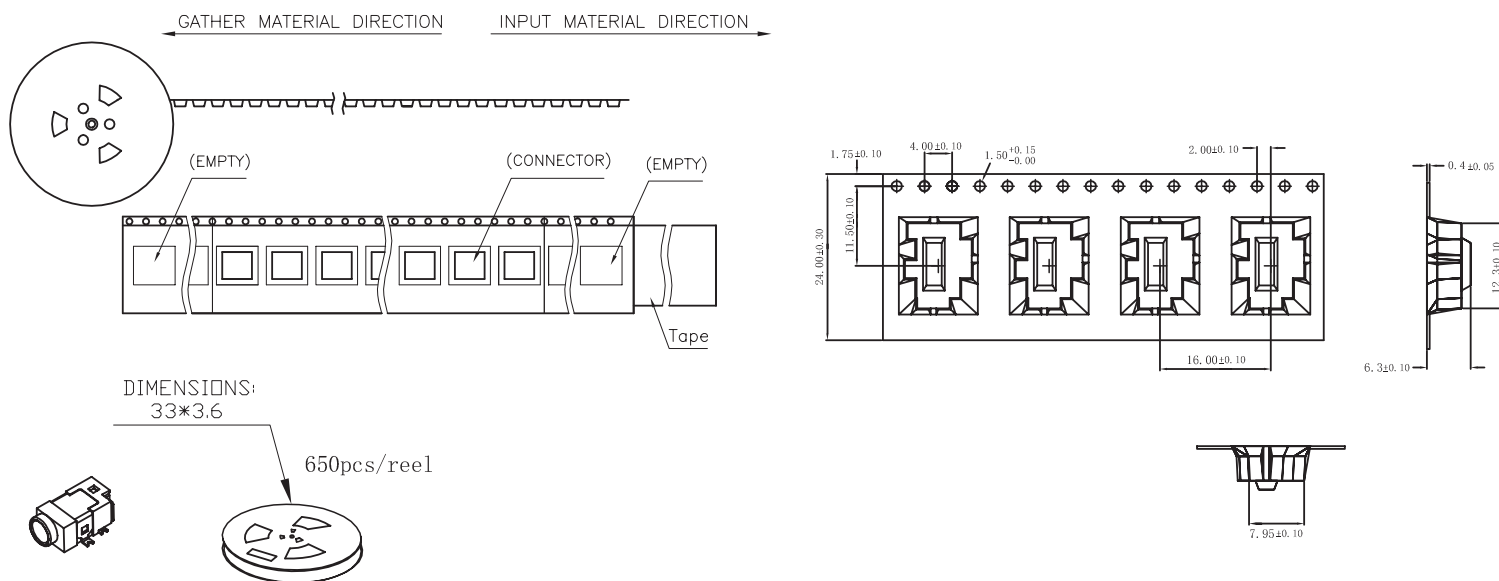 GATHER MATERIAL DIRECTION
INPUT MATERIAL DIRECTION
(EMPTY)
(CONNECTOR)
(EMPTY)
Tape
DIMENSIONS:
33*3.6
650pcs/reel
1.75±0.10
4.00±0.10
1.50+0.15
-0.00
2.00±0.10
0.4±0.05
24.00±0.30
11.50±0.10
12.3±0.10
16.00±0.10
6.3±0.10
7.95±0.10